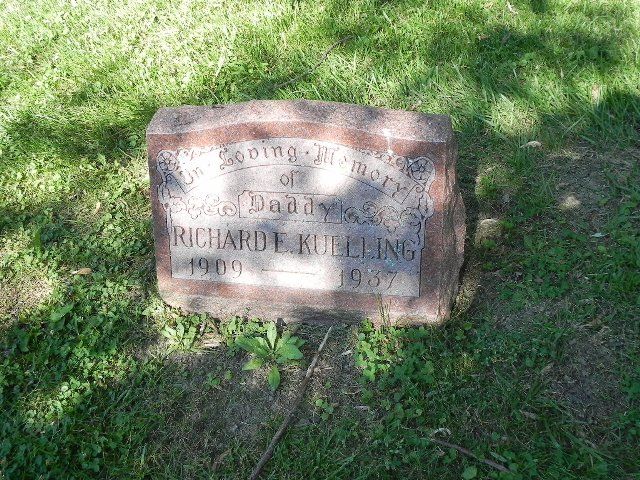 In Loving Memory
of
Daddy
RICHARD E. KUELLING
1909 — 1937